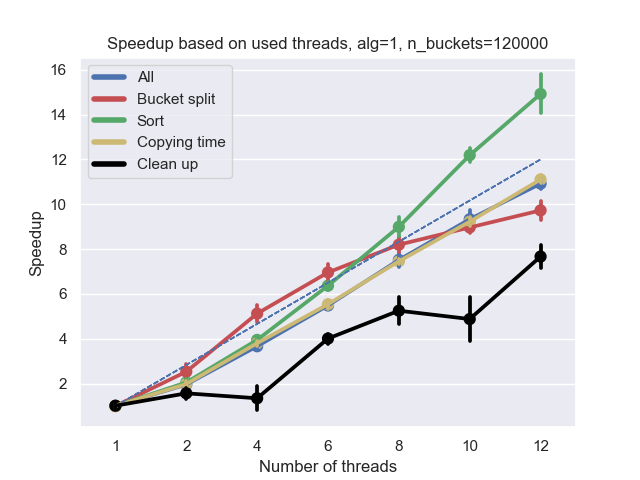 Speedup based on used threads, alg=1, n_buckets=120000
16
14
12
10
8
6
4
2
Speedup
All
Bucket split
Sort
Copying time
Clean up
1 2 4 6 8 10 12
Number of threads